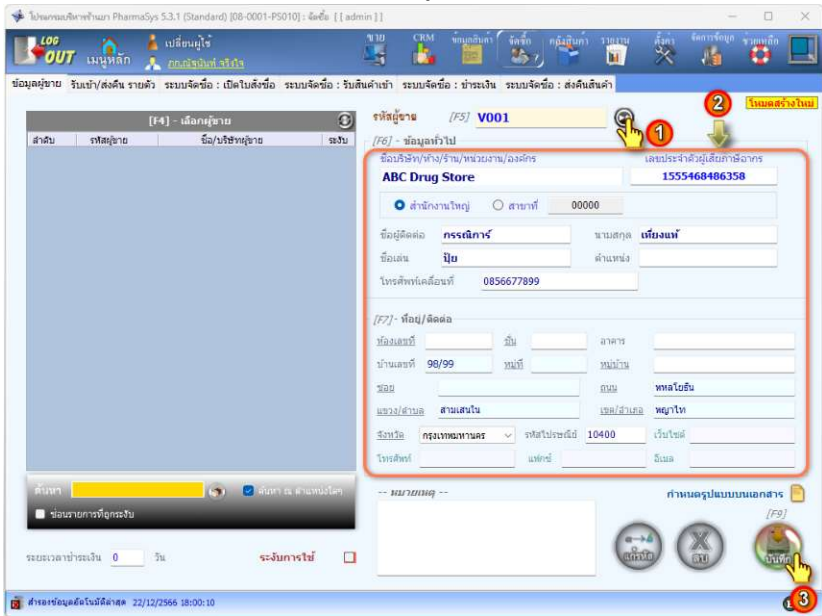 โปรแกรมบริหารร้านยา PharmaSys 5.3.1 (Standard) [08-0001-PS010] : จัดซื้อ [[ admin ]]
LOG OUT
เมนูหลัก
เปลี่ยนผู้ใช้
ขาย
CRM
ข้อมูลสินค้า
จัดซื้อ
คลังสินค้า
รายงาน
ตั้งค่า
จัดการข้อมูล
ช่วยเหลือ
ข้อมูลผู้ขาย รับเข้า/ส่งคืน รายตัว ระบบจัดซื้อ : เปิดใบสั่งซื้อ ระบบจัดซื้อ : รับสินค้าเข้า ระบบจัดซื้อ : ชำระเงิน ระบบจัดซื้อ : ส่งคืนสินค้า
[F4] - เลือกผู้ขาย
ลำดับ รหัสผู้ขาย ชื่อ/บริษัทผู้ขาย ระงับ
รหัสผู้ขาย [F5] V001
1
2
โหมดสร้างใหม่
[F6] - ข้อมูลทั่วไป
ชื่อบริษัท/ห้าง/ร้าน/หน่วยงาน/องค์กร เลขประจำตัวผู้เสียภาษีอากร
ABC Drug Store 1555468486358
สำนักงานใหญ่ สาขาที่ 00000
ชื่อผู้ติดต่อ กรรณิการ์ นามสกุล เที่ยงแท้
ชื่อเล่น ปุ้ย ตำแหน่ง
โทรศัพท์เคลื่อนที่ 0856677899
[F7]- ที่อยู่/ติดต่อ
ห้องเลขที่ ชั้น อาคาร
บ้านเลขที่ 98/99 หมู่ที่ หมู่บ้าน
ซอย ถนน พหลโยธิน
แขวง/ตำบล สามเสนใน เขต/อำเภอ พญาไท
จังหวัด กรุงเทพมหานคร รหัสไปรษณีย์ 10400 เว็บไซต์
โทรศัพท์ แฟกซ์ อีเมล
ค้นหา ค้นหา ณ ตำแหน่งใดๆ
ซ่อนรายการที่ถูกระงับ
-- หมายเหตุ --
กำหนดรูปแบบบนเอกสาร
[F9]
ระยะเวลาชำระเงิน 0 วัน ระงับการใช้
ลบ
บันทึก
3
สำรองข้อมูลอัตโนมัติล่าสุด 22/12/2566 18:00:10